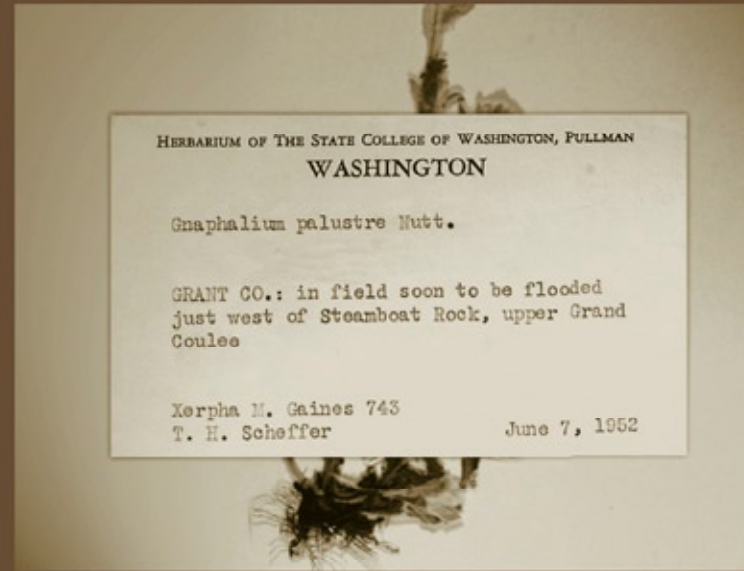 HERBARIUM OF THE STATE COLLEGE OF WASHINGTON, PULLMAN
WASHINGTON
Gnaphalium palustre Nutt.
GRANT CO.: in field soon to be flooded
just west of Steamboat Rock, upper Grand
Coulee
Xerpha M. Gaines 743
T. H. Scheffer
June 7, 1952